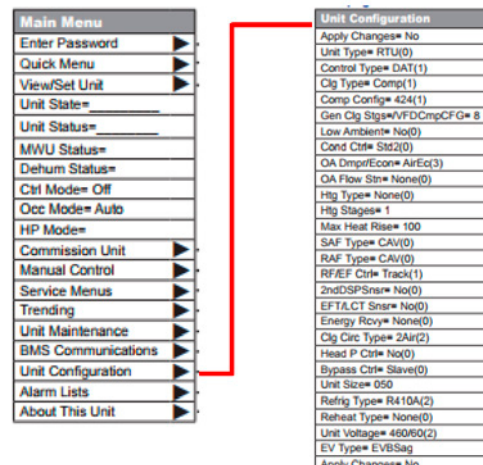 Main Menu
Enter Password
Quick Menu
View/Set Unit
Unit State=________
Unit Status=________
MWU Status=
Dehum Status=
Ctrl Mode= Off
Occ Mode= Auto
HP Mode=
Commission Unit
Manual Control
Service Menus
Trending
Unit Maintenance
BMS Communications
Unit Configuration
Alarm Lists
About This Unit
Unit Configuration
Apply Changes= No
Unit Type= RTU(0)
Control Type= DAT(1)
Clg Type= Comp(1)
Comp Config= 424(1)
Gen Clg Stgs=/VFDCmpCFG= 8
Low Ambient= No(0)
Cond Ctrl= Std2(0)
OA Dmpr/Econ= AirEc(3)
OA Flow Stn= None(0)
Htg Type= None(0)
Htg Stages= 1
Max Heat Rise= 100
SAF Type= CAV(0)
RAF Type= CAV(0)
RF/EF Ctrl= Track(1)
2ndDSPSnsr= No(0)
EFT/LCT Snsr= No(0)
Energy Rcvy= None(0)
Clg Circ Type= 2Air(2)
Head P Ctrl= No(0)
Bypass Ctrl= Slave(0)
Unit Size= 050
Refrig Type= R410A(2)
Reheat Type= None(0)
Unit Voltage= 460/60(2)
EV Type= EVBSag
Apply Changes= No